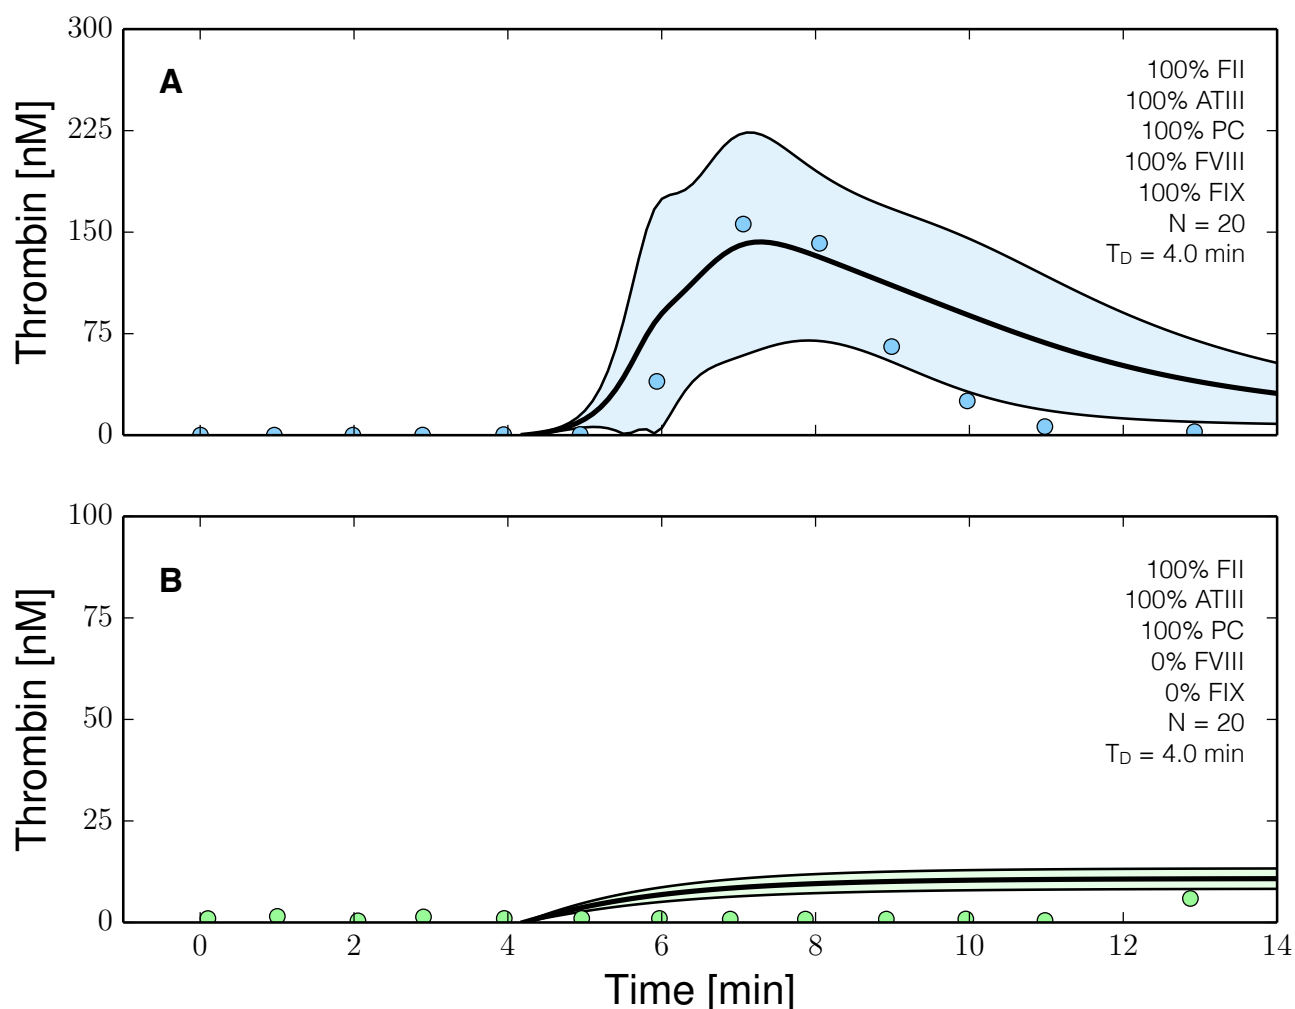 300
225
150
75
0
Thrombin [nM]
A
100% FII
100% ATIII
100% PC
100% FVIII
100% FIX
N = 20
T_D = 4.0 min
100
75
50
25
0
Thrombin [nM]
B
100% FII
100% ATIII
100% PC
0% FVIII
0% FIX
N = 20
T_D = 4.0 min
0 2 4 6 8 10 12 14
Time [min]